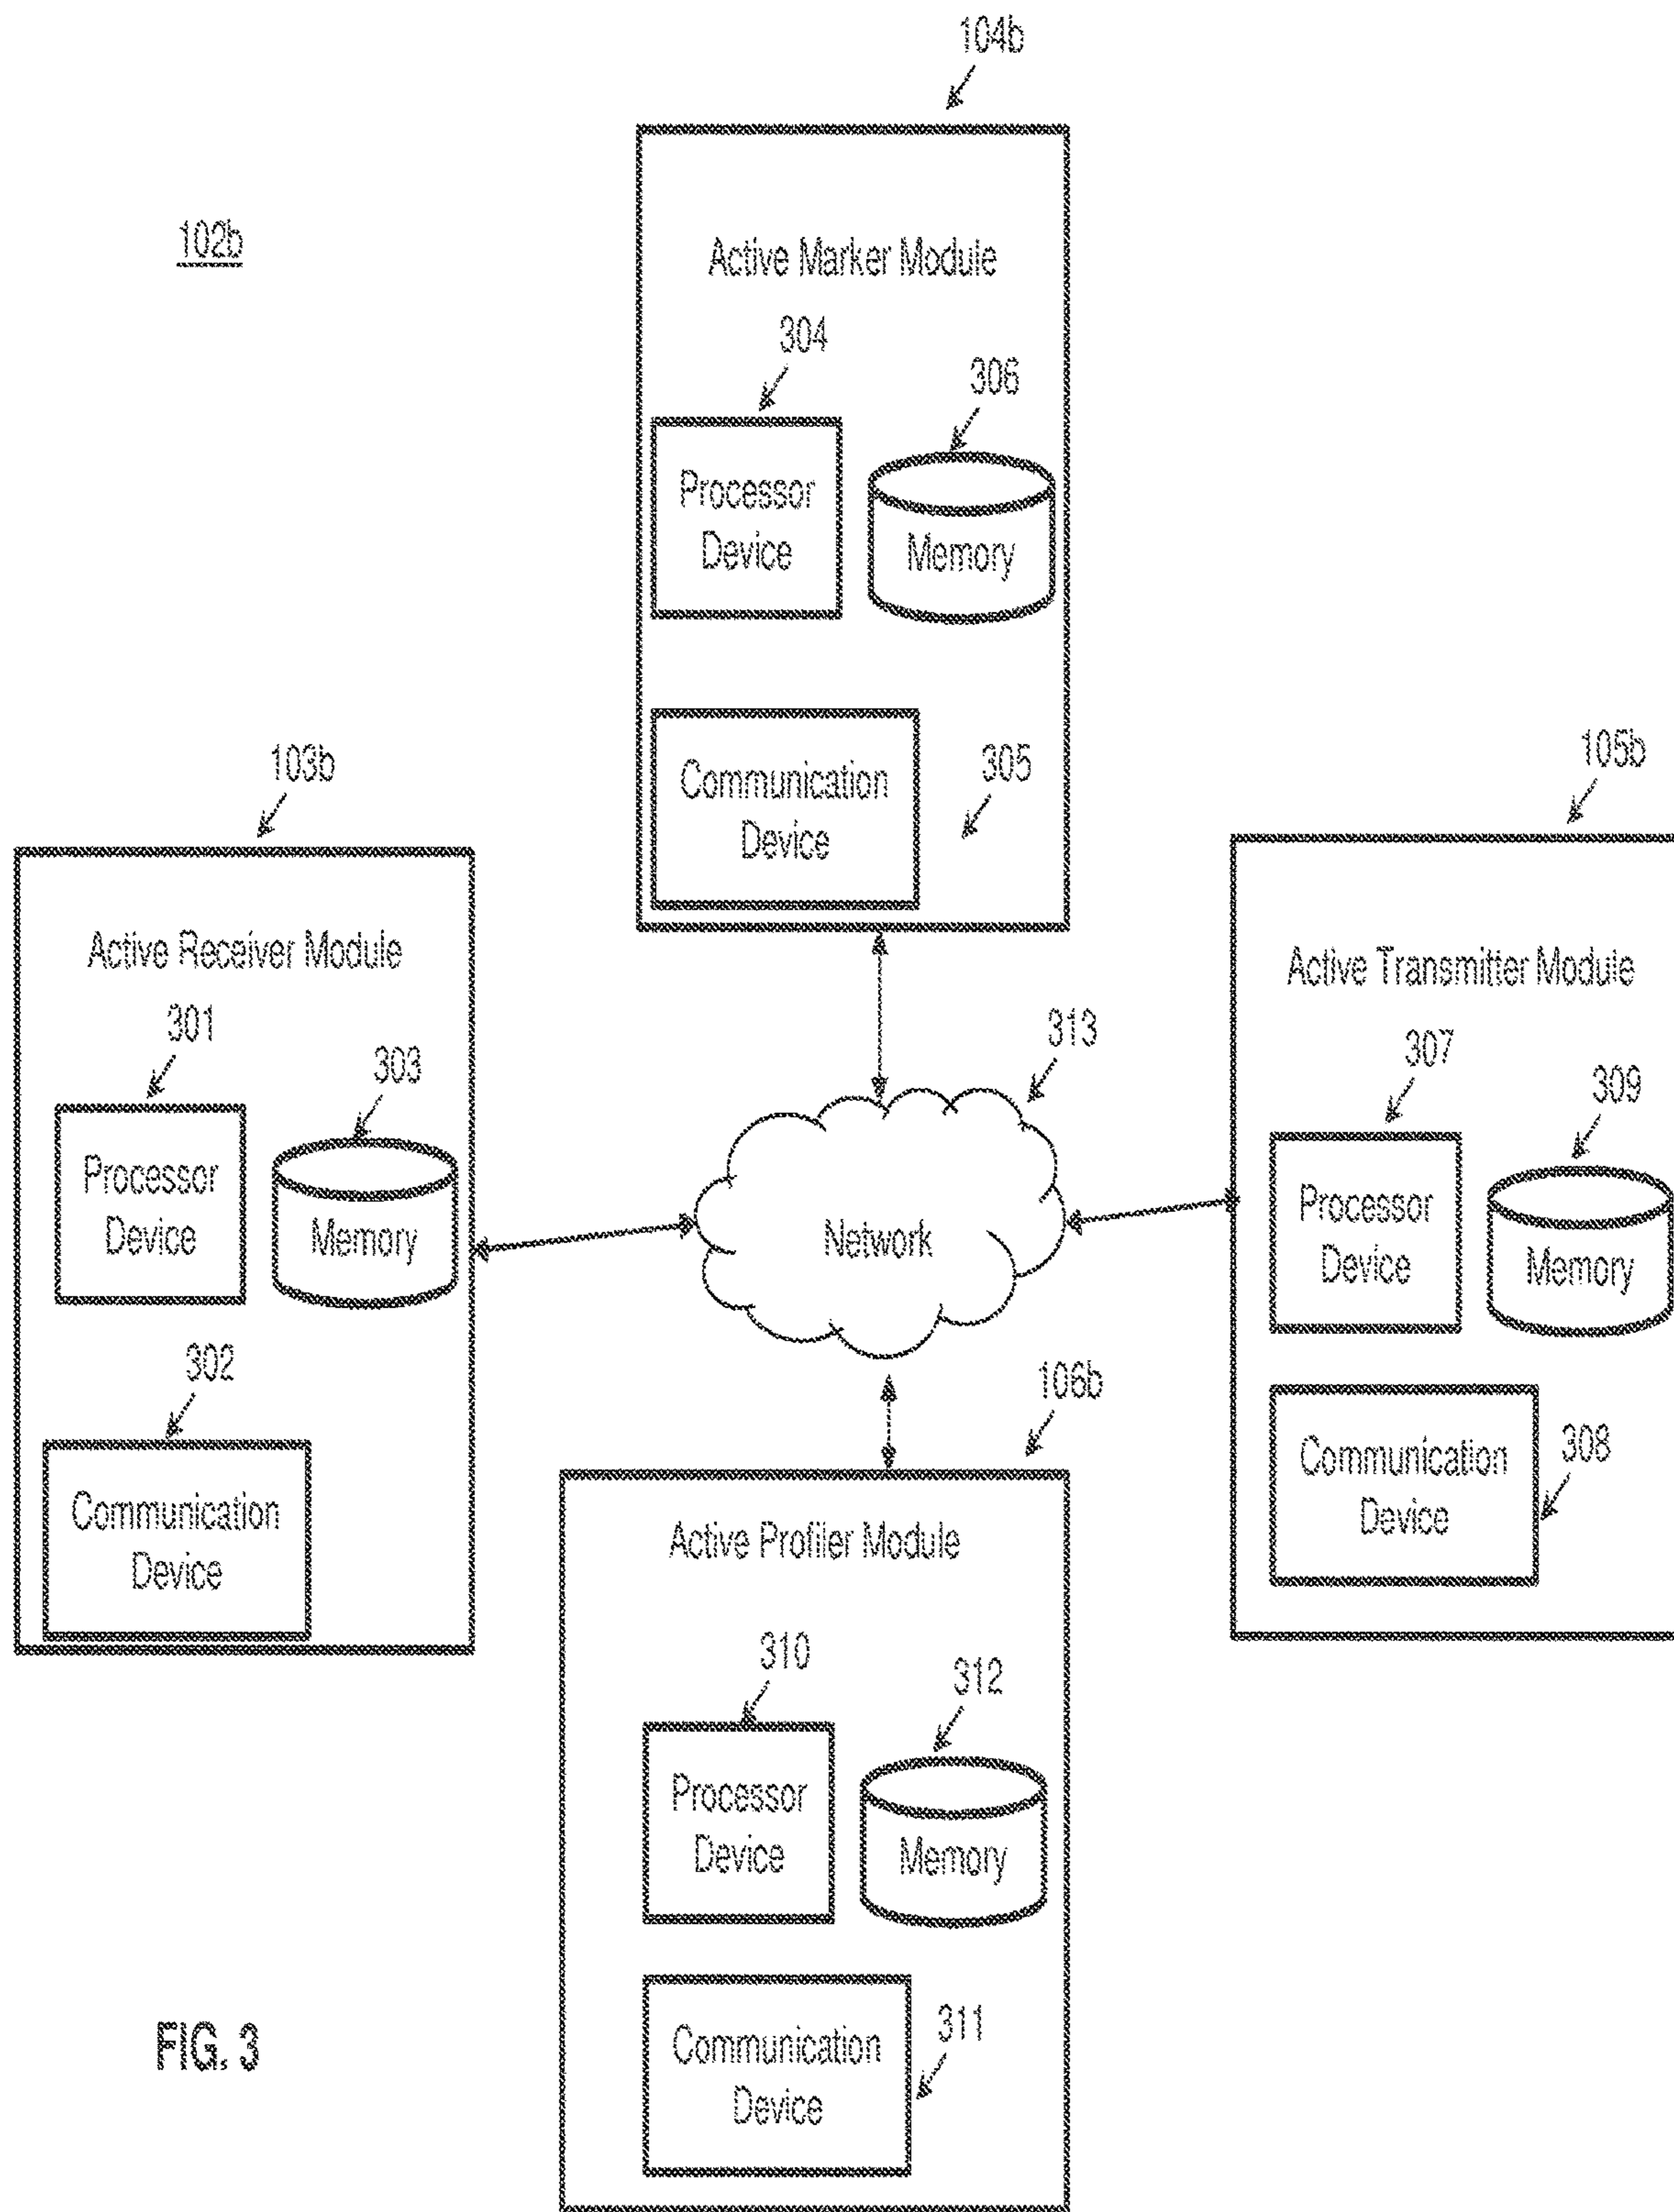 104b
102b
Active Marker Module
304
306
Processor
Device
Memory
Communication
Device
305
103b
Active Receiver Module
301
303
Processor
Device
Memory
302
Communication
Device
105b
Active Transmitter Module
307
309
Processor
Device
Memory
Communication
Device
308
313
Network
106b
Active Profiler Module
310
312
Processor
Device
Memory
Communication
Device
311
FIG. 3